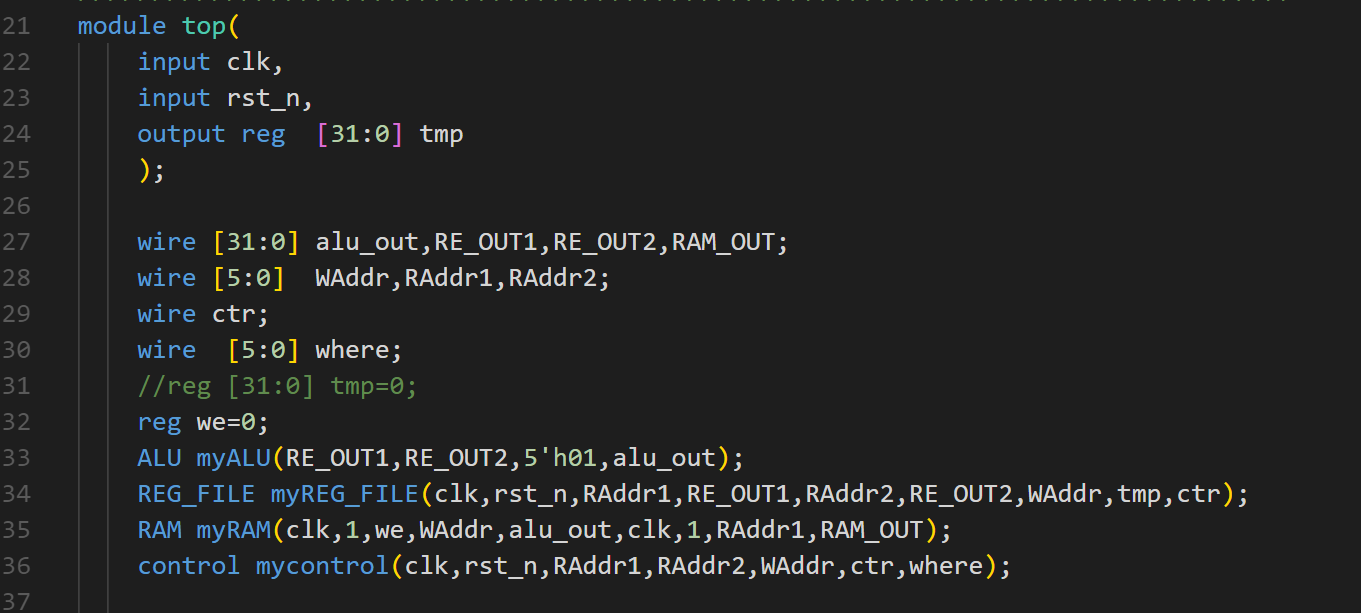 21 module top(
22 input clk,
23 input rst_n,
24 output reg  [31:0] tmp
25 );
26
27 wire [31:0] alu_out,RE_OUT1,RE_OUT2,RAM_OUT;
28 wire [5:0]  WAddr,RAddr1,RAddr2;
29 wire ctr;
30 wire  [5:0] where;
31 //reg [31:0] tmp=0;
32 reg we=0;
33 ALU myALU(RE_OUT1,RE_OUT2,5'h01,alu_out);
34 REG_FILE myREG_FILE(clk,rst_n,RAddr1,RE_OUT1,RAddr2,RE_OUT2,WAddr,tmp,ctr);
35 RAM myRAM(clk,1,we,WAddr,alu_out,clk,1,RAddr1,RAM_OUT);
36 control mycontrol(clk,rst_n,RAddr1,RAddr2,WAddr,ctr,where);
37